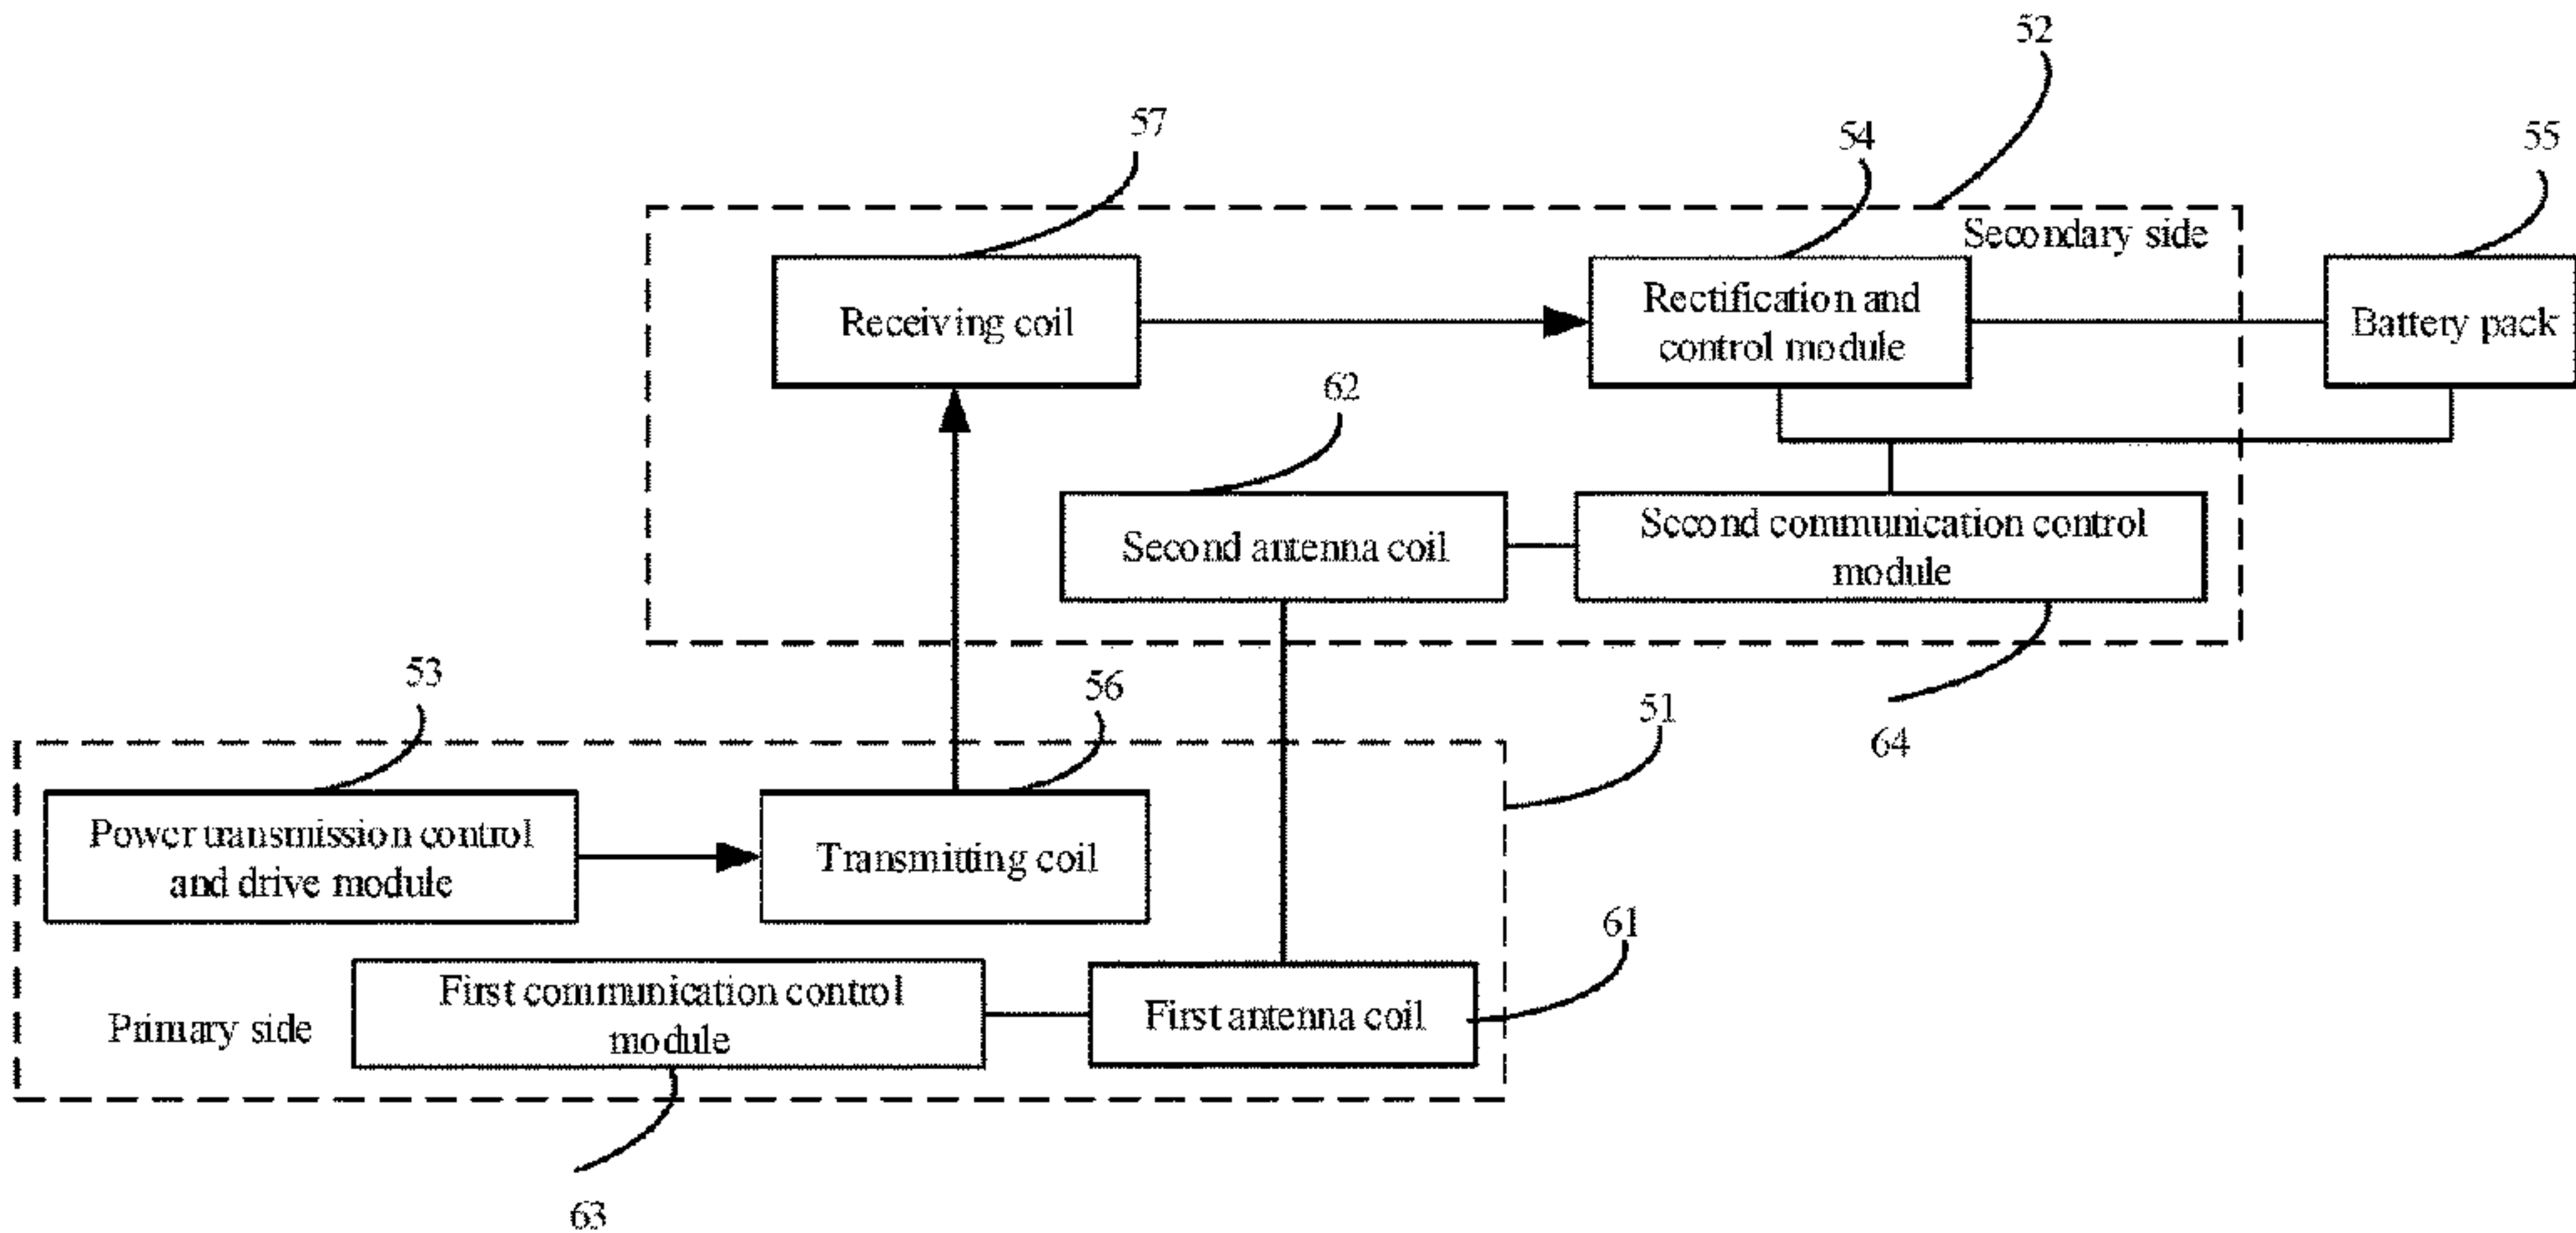 52
57
54
55
Secondary side
Receiving coil
Rectification and
control module
Battery pack
62
Second antenna coil
Second communication control
module
64
53
56
51
Power transmission control
and drive module
Transmitting coil
61
First communication control
module
First antenna coil
Primary side
63